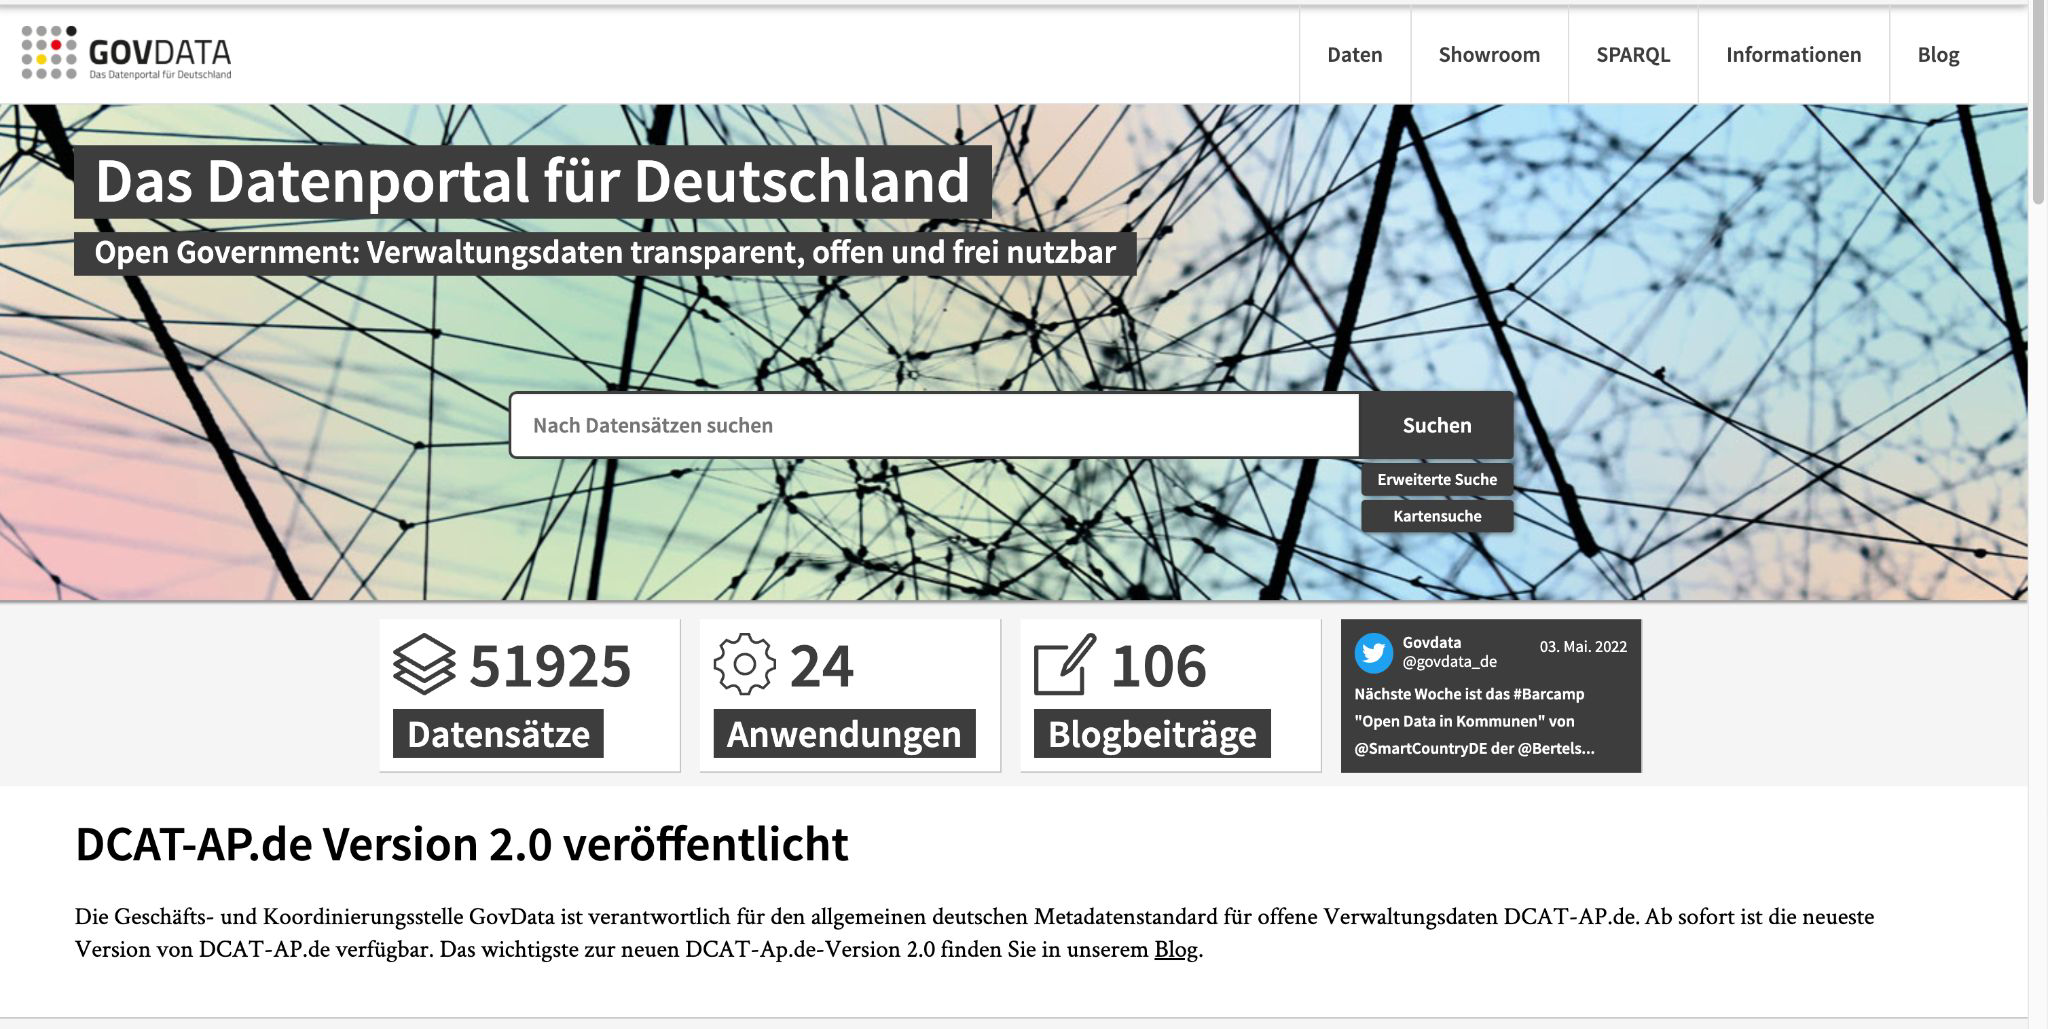 GOVDATA
Das Datenportal für Deutschland
Daten
Showroom
SPARQL
Informationen
Blog
Das Datenportal für Deutschland
Open Government: Verwaltungsdaten transparent, offen und frei nutzbar
Nach Datensätzen suchen
Suchen
Erweiterte Suche
Kartensuche
51925
Datensätze
24
Anwendungen
106
Blogbeiträge
Govdata
@govdata_de
03. Mai. 2022
Nächste Woche ist das #Barcamp
"Open Data in Kommunen" von
@SmartCountryDE der @Bertels...
DCAT-AP.de Version 2.0 veröffentlicht
Die Geschäfts- und Koordinierungsstelle GovData ist verantwortlich für den allgemeinen deutschen Metadatenstandard für offene Verwaltungsdaten DCAT-AP.de. Ab sofort ist die neueste
Version von DCAT-AP.de verfügbar. Das wichtigste zur neuen DCAT-Ap.de-Version 2.0 finden Sie in unserem Blog.